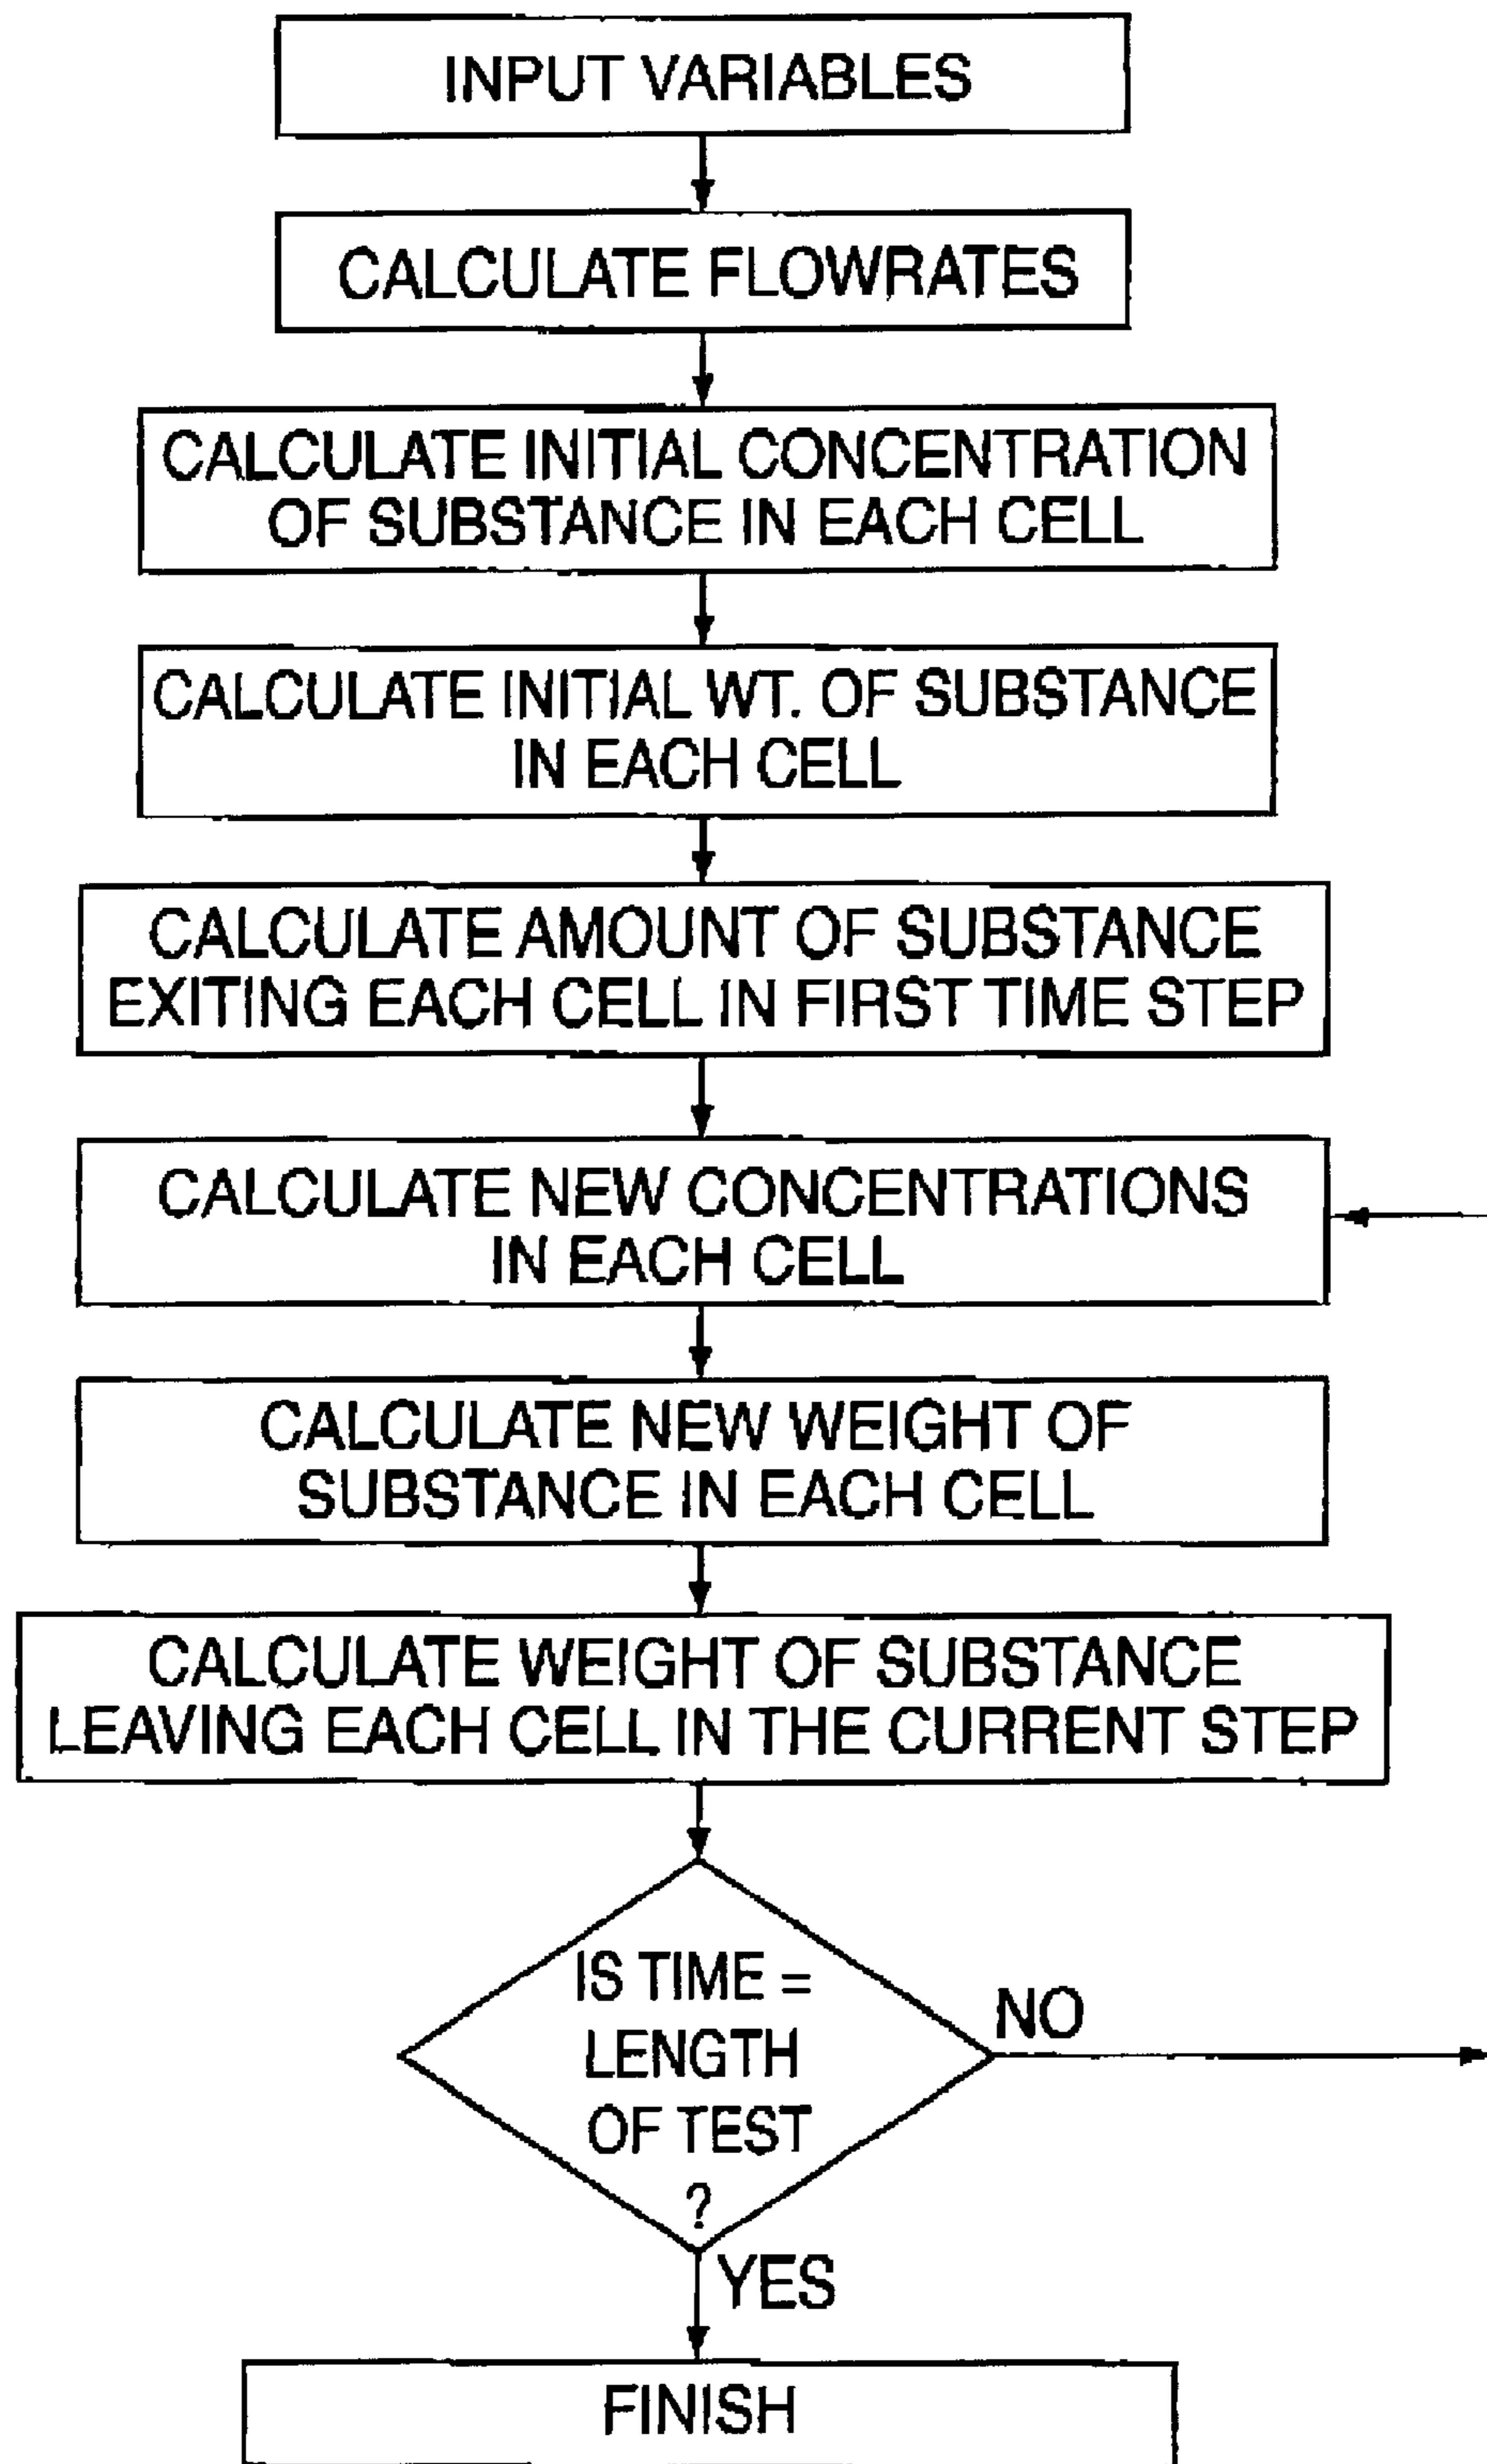 INPUT VARIABLES
CALCULATE FLOWRATES
CALCULATE INITIAL CONCENTRATION
OF SUBSTANCE IN EACH CELL
CALCULATE INITIAL WT. OF SUBSTANCE
IN EACH CELL
CALCULATE AMOUNT OF SUBSTANCE
EXITING EACH CELL IN FIRST TIME STEP
CALCULATE NEW CONCENTRATIONS
IN EACH CELL
CALCULATE NEW WEIGHT OF
SUBSTANCE IN EACH CELL
CALCULATE WEIGHT OF SUBSTANCE
LEAVING EACH CELL IN THE CURRENT STEP
IS TIME =
LENGTH
OF TEST
?
NO
YES
FINISH